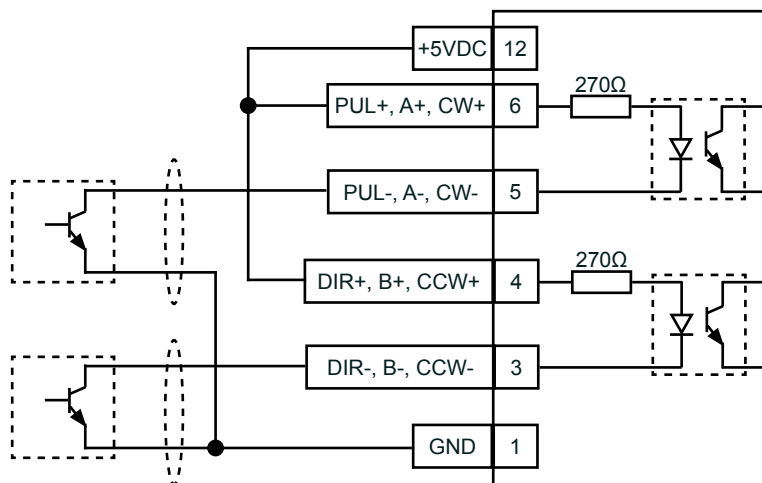 +5VDC 12
270Ω
PUL+, A+, CW+ 6
PUL-, A-, CW- 5
270Ω
DIR+, B+, CCW+ 4
DIR-, B-, CCW- 3
GND 1